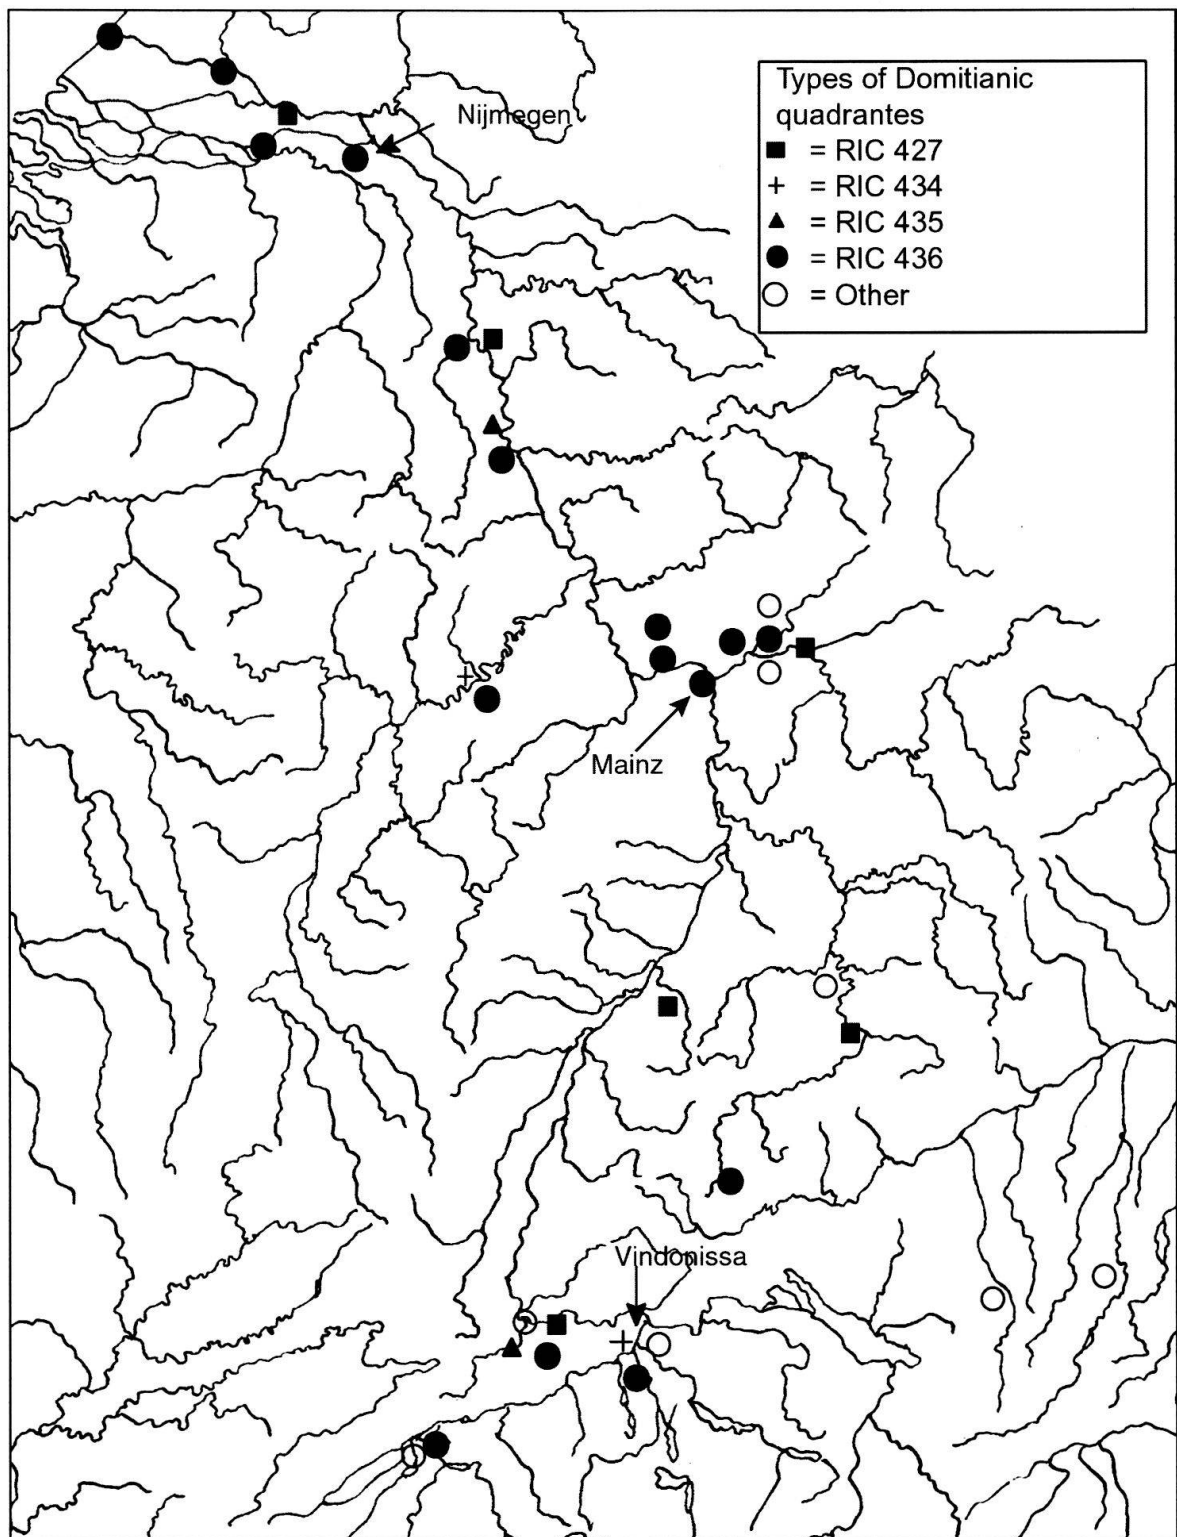 Nijmegen
Types of Domitianic
quadrantes
= RIC 427
= RIC 434
= RIC 435
= RIC 436
= Other
Mainz
Vindonissa